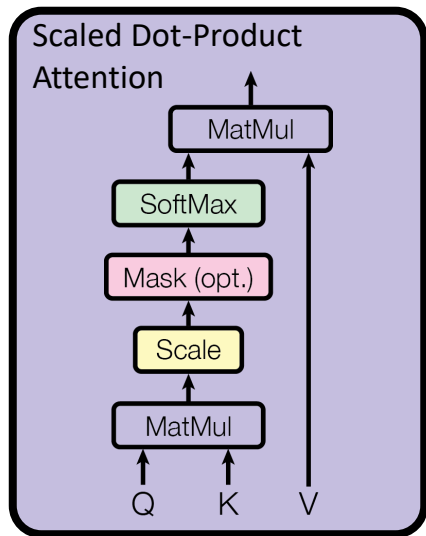 Scaled Dot-Product
Attention
MatMul
SoftMax
Mask (opt.)
Scale
MatMul
Q K V